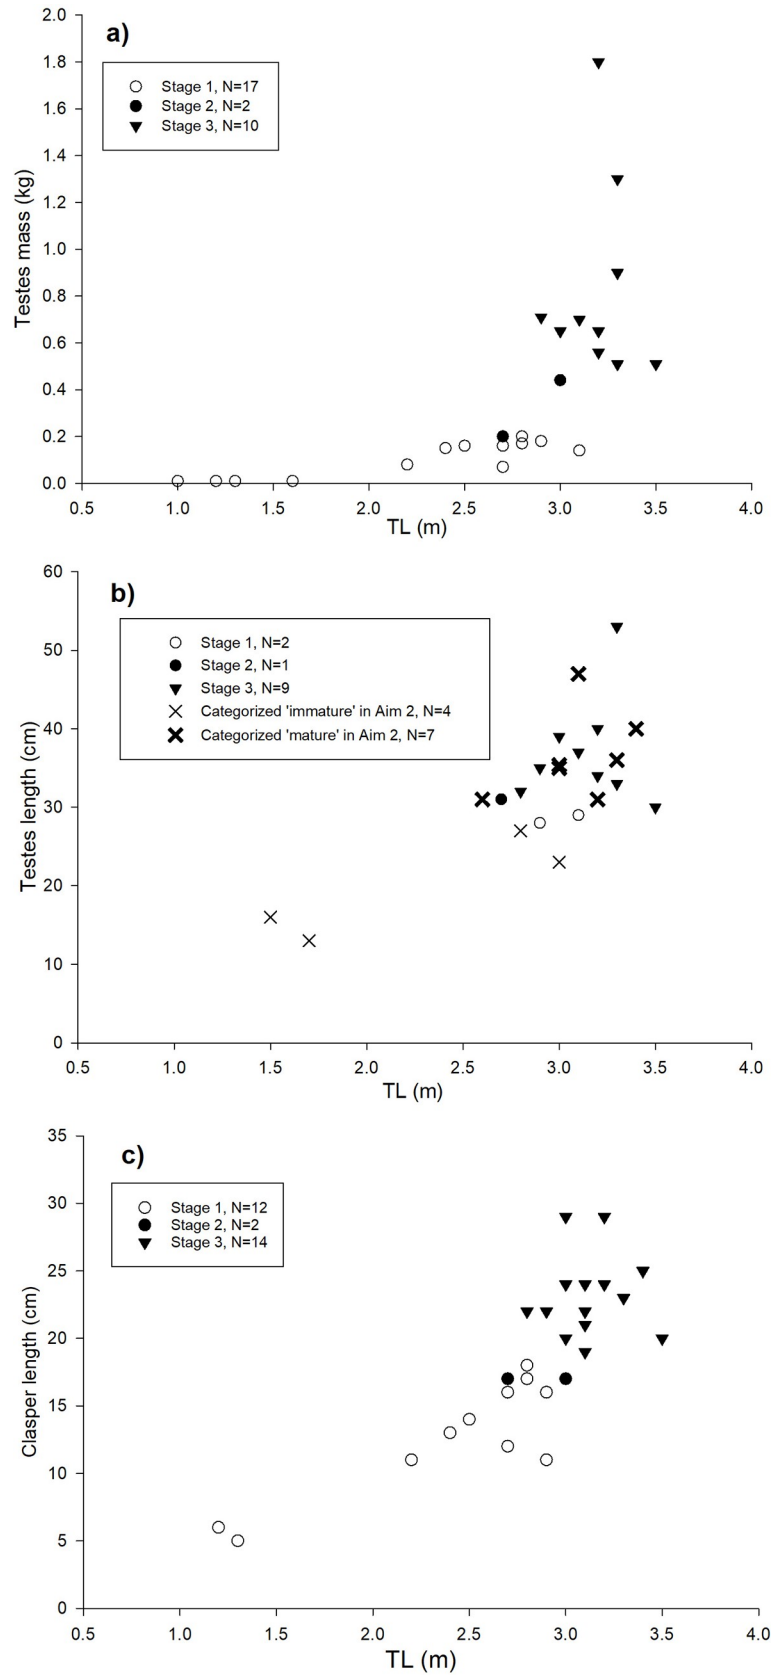 a)
Stage 1, N=17
Stage 2, N=2
Stage 3, N=10
Testes mass (kg)
2.0
1.8
1.6
1.4
1.2
1.0
0.8
0.6
0.4
0.2
0.0
0.5 1.0 1.5 2.0 2.5 3.0 3.5 4.0
TL (m)
b)
Stage 1, N=2
Stage 2, N=1
Stage 3, N=9
Categorized 'immature' in Aim 2, N=4
Categorized 'mature' in Aim 2, N=7
Testes length (cm)
60
50
40
30
20
10
0
0.5 1.0 1.5 2.0 2.5 3.0 3.5 4.0
TL (m)
c)
Stage 1, N=12
Stage 2, N=2
Stage 3, N=14
Clasper length (cm)
35
30
25
20
15
10
5
0
0.5 1.0 1.5 2.0 2.5 3.0 3.5 4.0
TL (m)